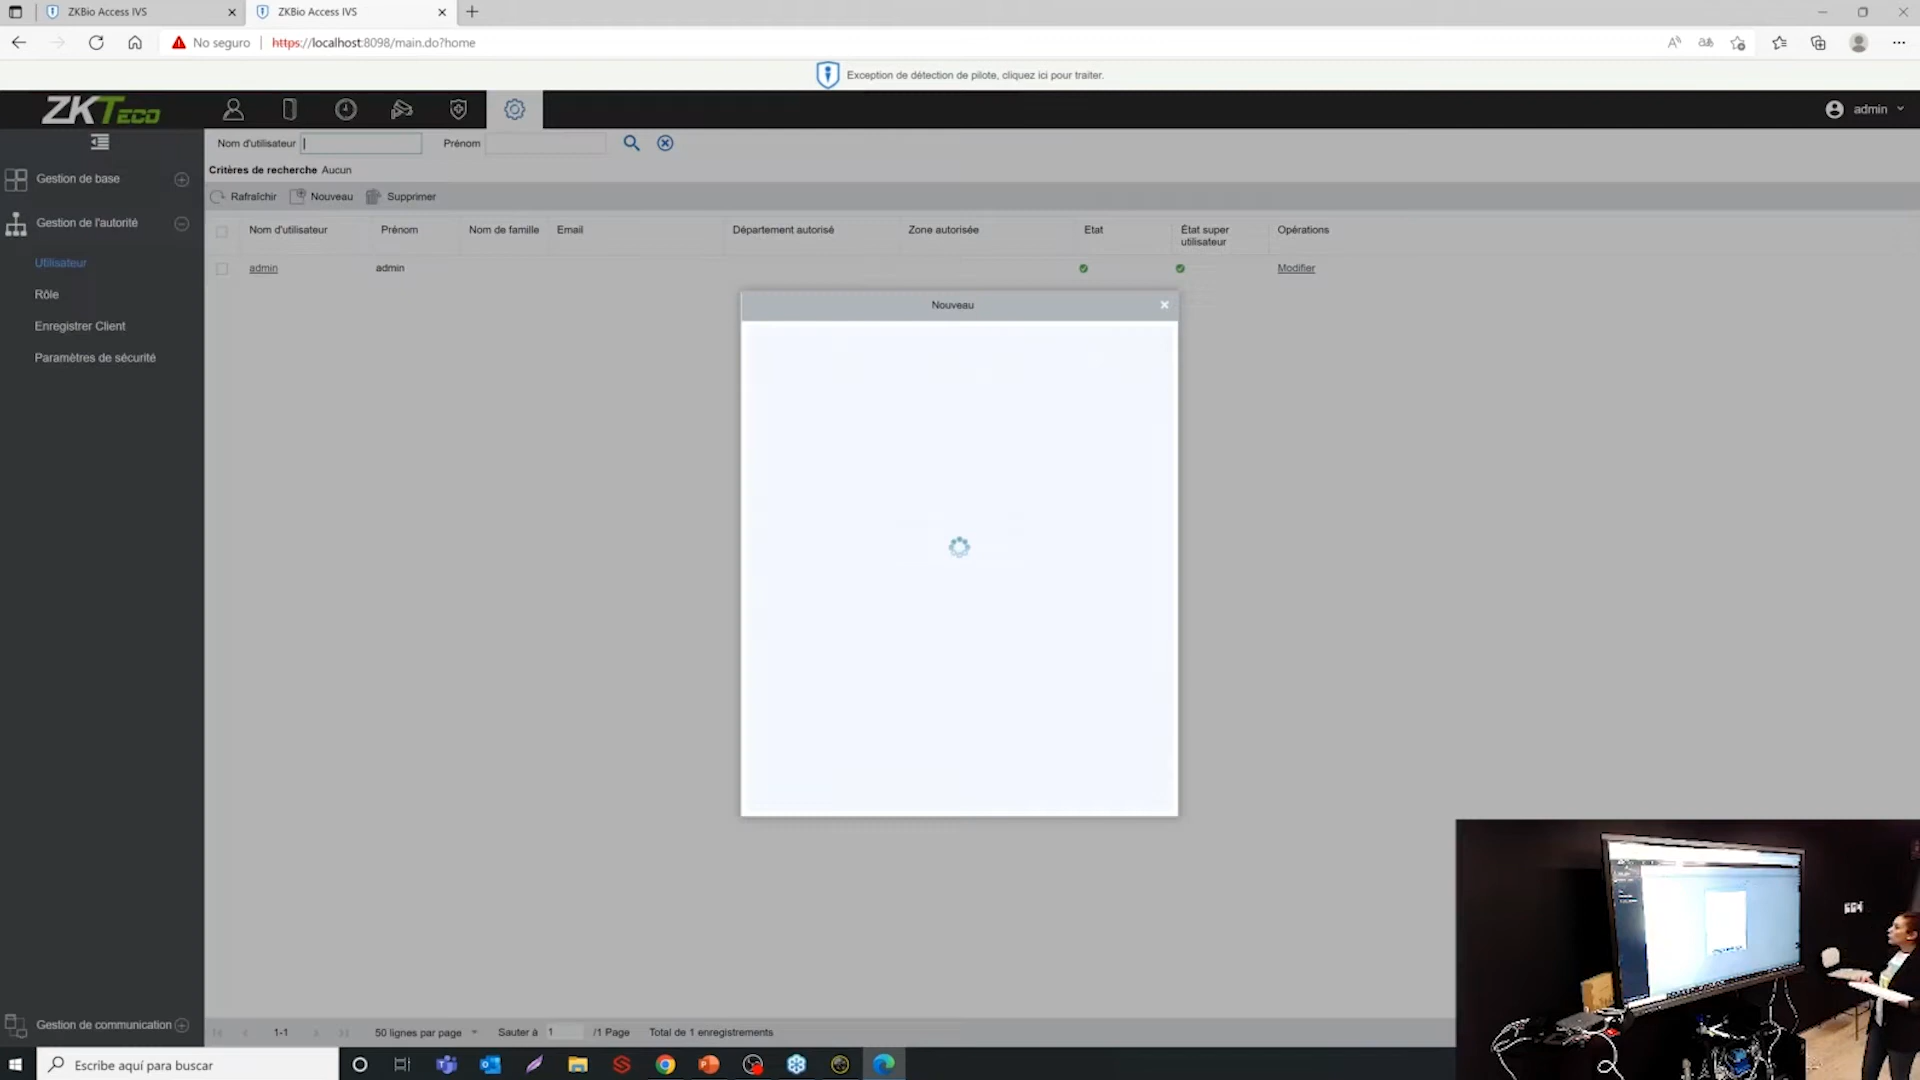 ZKBio Access IVS
ZKBio Access IVS
No seguro
https://localhost:8098/main.do?home
Exception de détection de pilote, cliquez ici pour traiter.
ZKTECO
admin
Nom d'utilisateur
Prénom
Critères de recherche Aucun
Rafraîchir
Nouveau
Supprimer
Gestion de base
Gestion de l'autorité
Utilisateur
Rôle
Enregistrer Client
Paramètres de sécurité
Nom d'utilisateur
Prénom
Nom de famille
Email
Département autorisé
Zone autorisée
Etat
État super
utilisateur
Opérations
admin
admin
Modifier
Nouveau
Gestion de communication
1-1
50 lignes par page
Sauter à
1
/1 Page
Total de 1 enregistrements
Escribe aquí para buscar